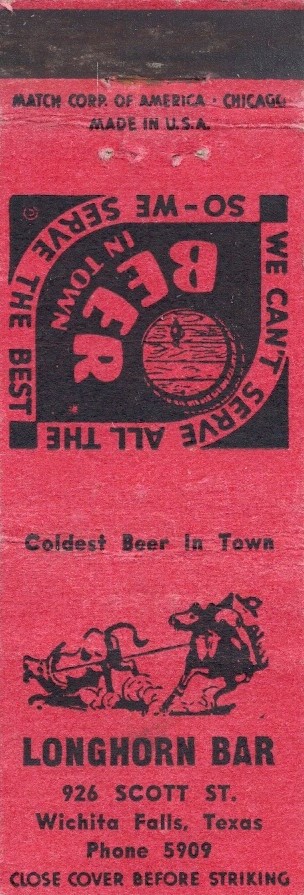 MATCH CORP. OF AMERICA · CHICAGO
MADE IN U.S.A.
WE CAN'T SERVE ALL THE
BEER
IN TOWN
SO-WE SERVE THE BEST
©
Coldest Beer in Town
W
LONGHORN BAR
926 SCOTT ST.
Wichita Falls, Texas
Phone 5909
CLOSE COVER BEFORE STRIKING